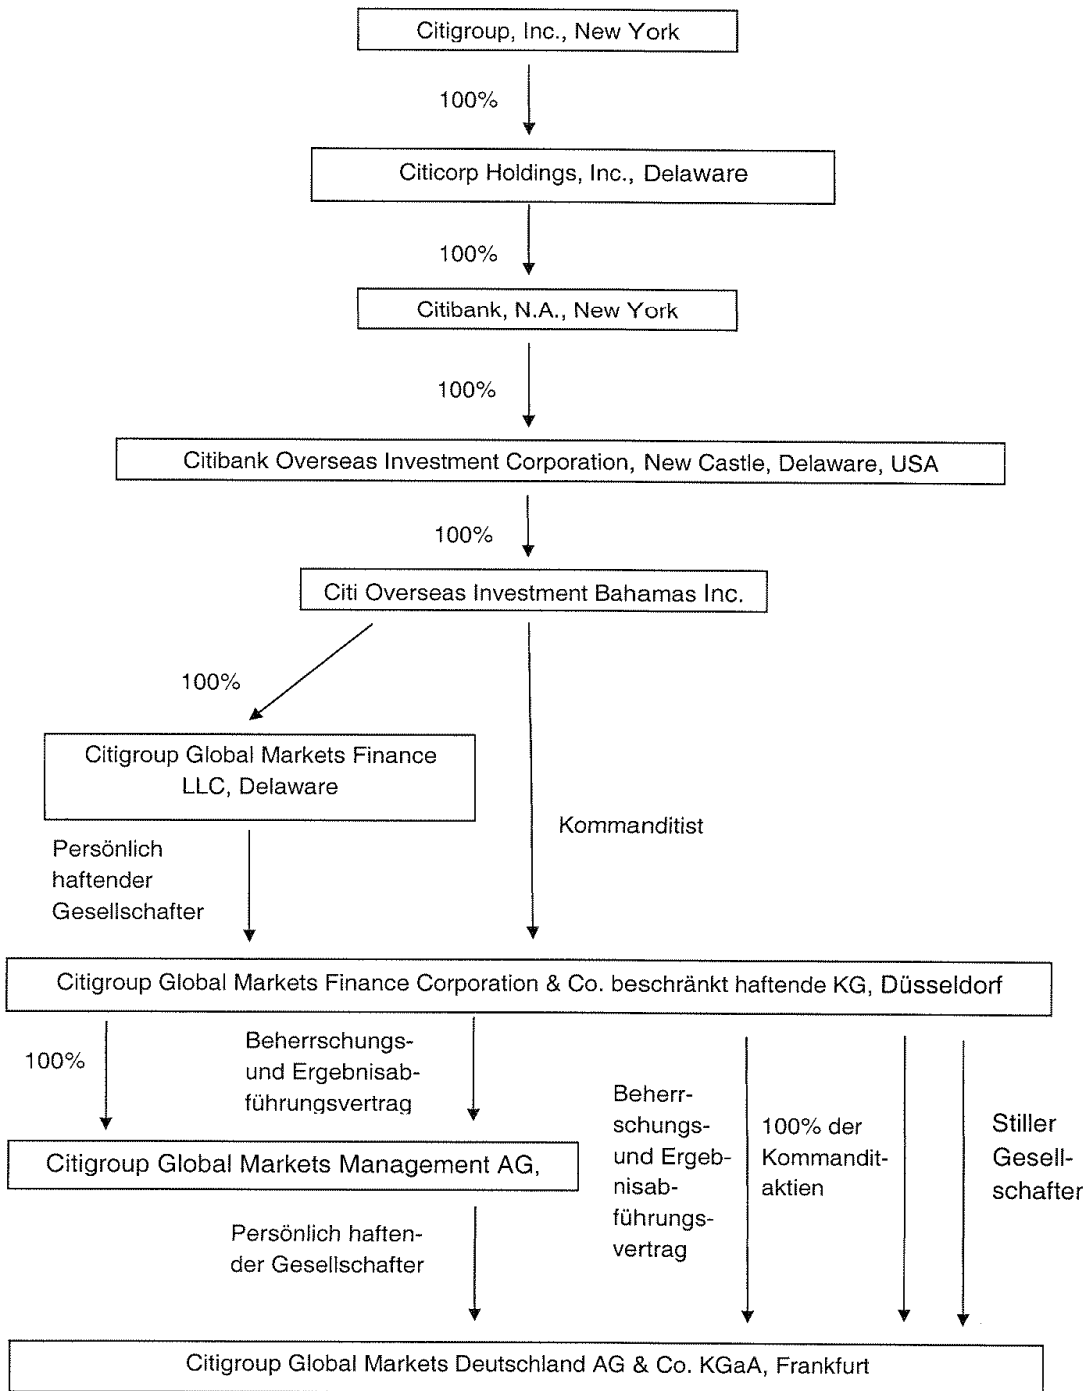 Citigroup, Inc., New York
100%
Citicorp Holdings, Inc., Delaware
100%
Citibank, N.A., New York
100%
Citibank Overseas Investment Corporation, New Castle, Delaware, USA
100%
Citi Overseas Investment Bahamas Inc.
100%
Citigroup Global Markets Finance
LLC, Delaware
Kommanditist
Persönlich
haftender
Gesellschafter
Citigroup Global Markets Finance Corporation & Co. beschränkt haftende KG, Düsseldorf
100%
Beherrschungs-
und Ergebnisab-
führungsvertrag
Beherr-
schungs-
und Ergeb-
nisab-
führungs-
vertrag
100% der
Kommandit-
aktien
Stiller
Gesell-
schafter
Citigroup Global Markets Management AG,
Persönlich haften-
der Gesellschafter
Citigroup Global Markets Deutschland AG & Co. KGaA, Frankfurt